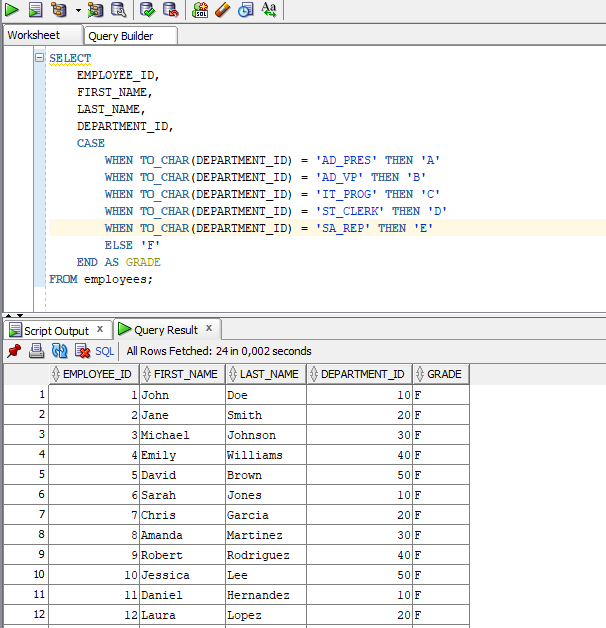 SQL Aa
Worksheet Query Builder
SELECT
EMPLOYEE_ID,
FIRST_NAME,
LAST_NAME,
DEPARTMENT_ID,
CASE
WHEN TO_CHAR(DEPARTMENT_ID) = 'AD_PRES' THEN 'A'
WHEN TO_CHAR(DEPARTMENT_ID) = 'AD_VP' THEN 'B'
WHEN TO_CHAR(DEPARTMENT_ID) = 'IT_PROG' THEN 'C'
WHEN TO_CHAR(DEPARTMENT_ID) = 'ST_CLERK' THEN 'D'
WHEN TO_CHAR(DEPARTMENT_ID) = 'SA_REP' THEN 'E'
ELSE 'F'
END AS GRADE
FROM employees;
Script Output x Query Result x
SQL | All Rows Fetched: 24 in 0,002 seconds
EMPLOYEE_ID FIRST_NAME LAST_NAME DEPARTMENT_ID GRADE
1 1 John Doe 10 F
2 2 Jane Smith 20 F
3 3 Michael Johnson 30 F
4 4 Emily Williams 40 F
5 5 David Brown 50 F
6 6 Sarah Jones 10 F
7 7 Chris Garcia 20 F
8 8 Amanda Martinez 30 F
9 9 Robert Rodriguez 40 F
10 10 Jessica Lee 50 F
11 11 Daniel Hernandez 10 F
12 12 Laura Lopez 20 F